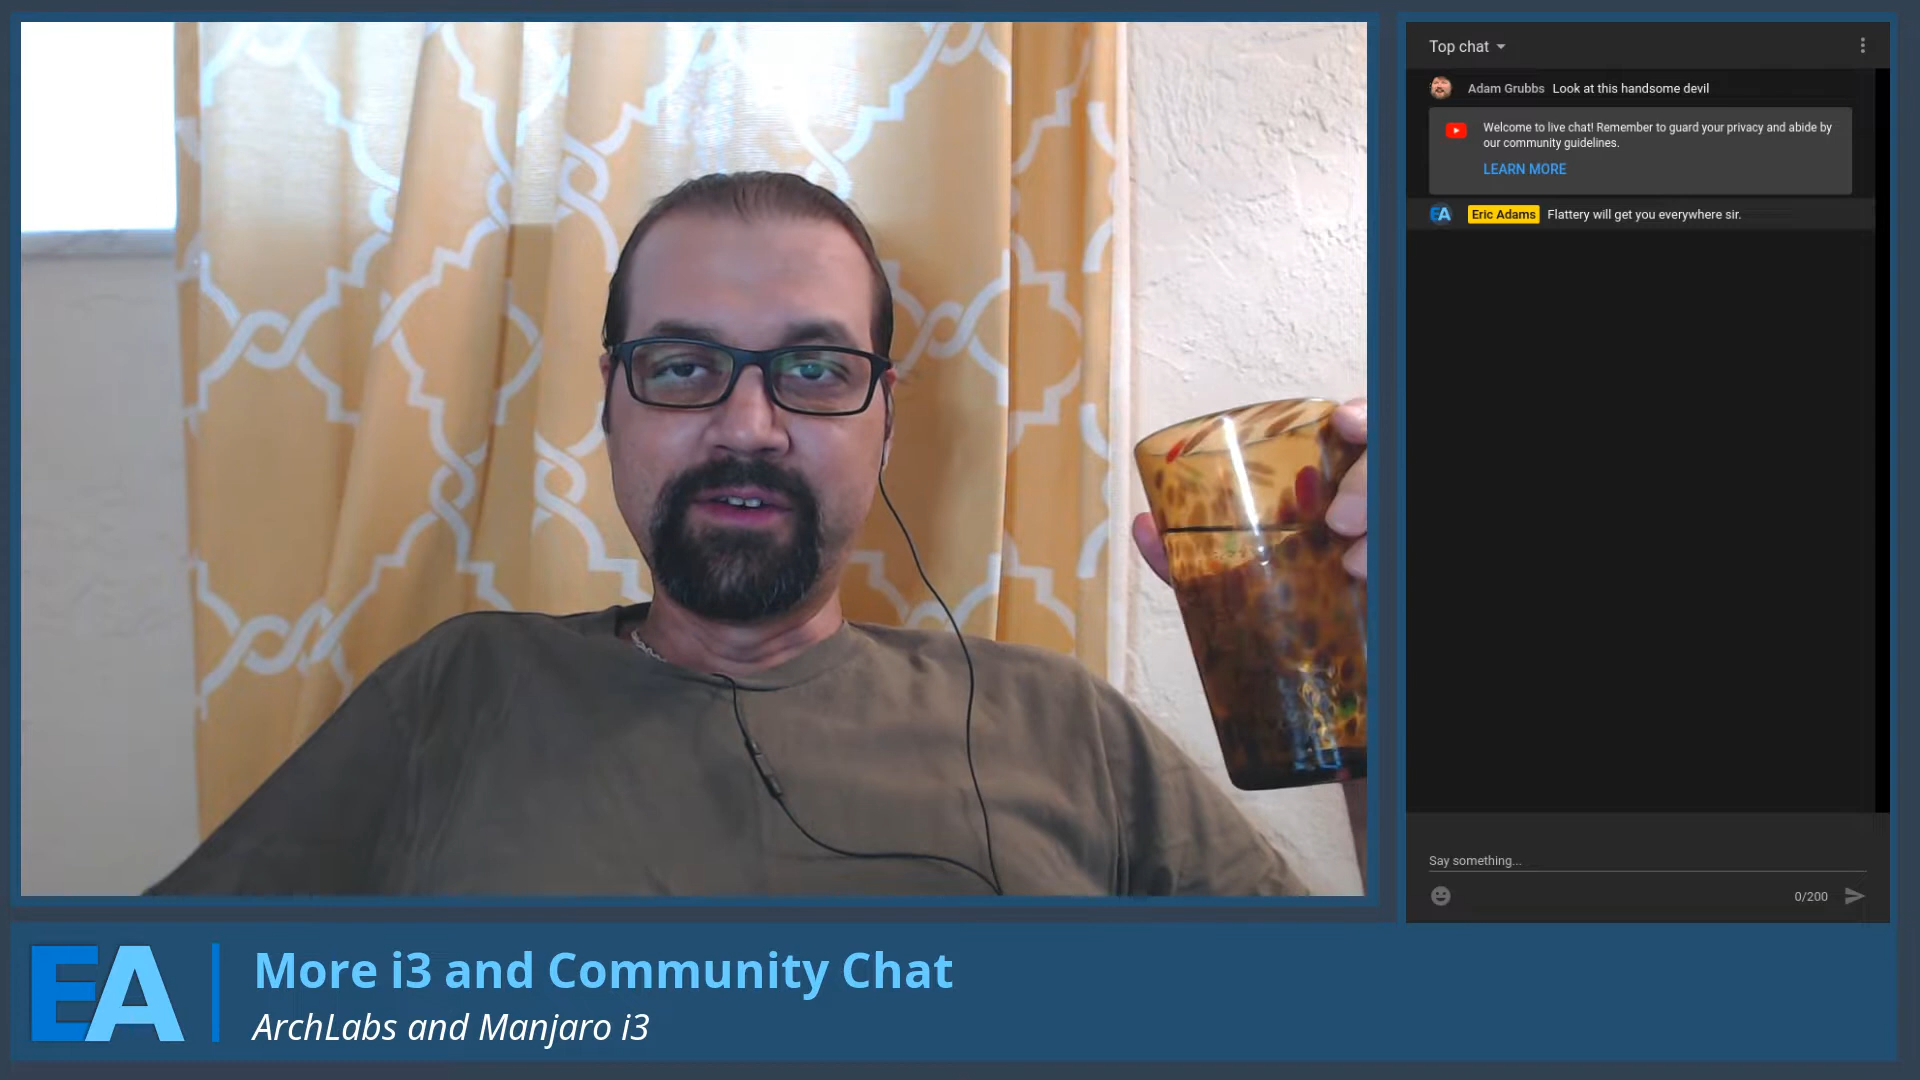 Top chat
Adam Grubbs Look at this handsome devil
Welcome to live chat! Remember to guard your privacy and abide by
our community guidelines.
LEARN MORE
EA Eric Adams Flattery will get you everywhere sir.
Say something...
0/200
EA
More i3 and Community Chat
ArchLabs and Manjaro i3